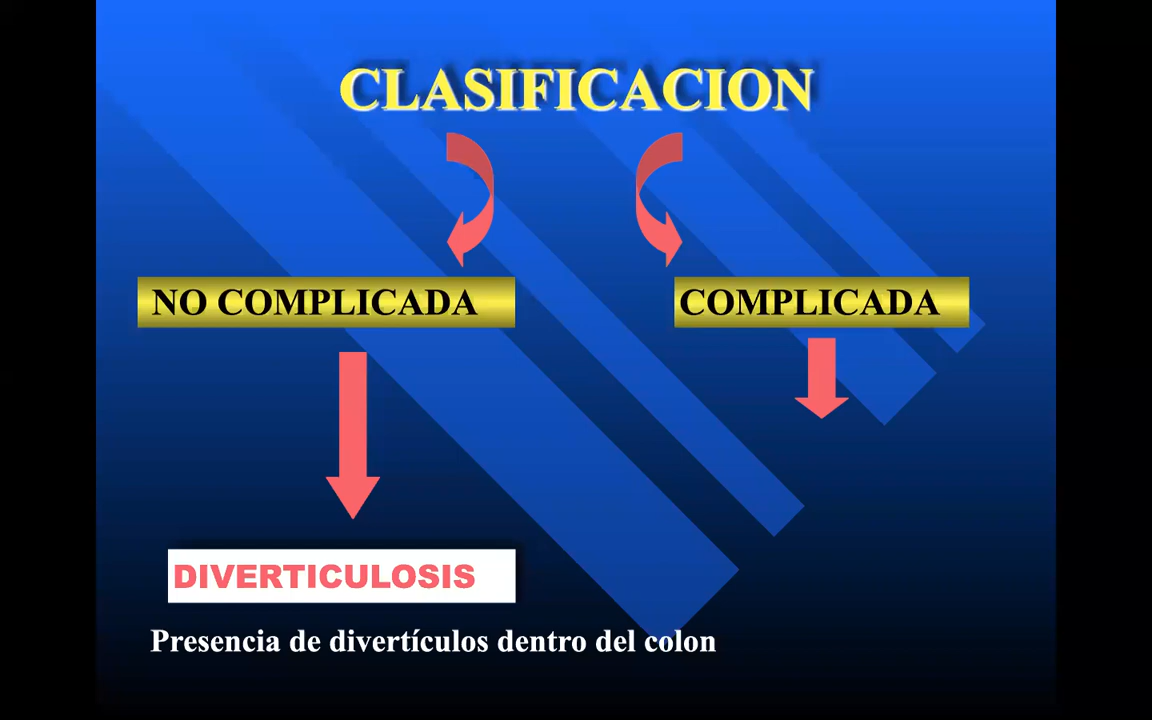 CLASIFICACION
NO COMPLICADA
COMPLICADA
DIVERTICULOSIS
Presencia de divertículos dentro del colon